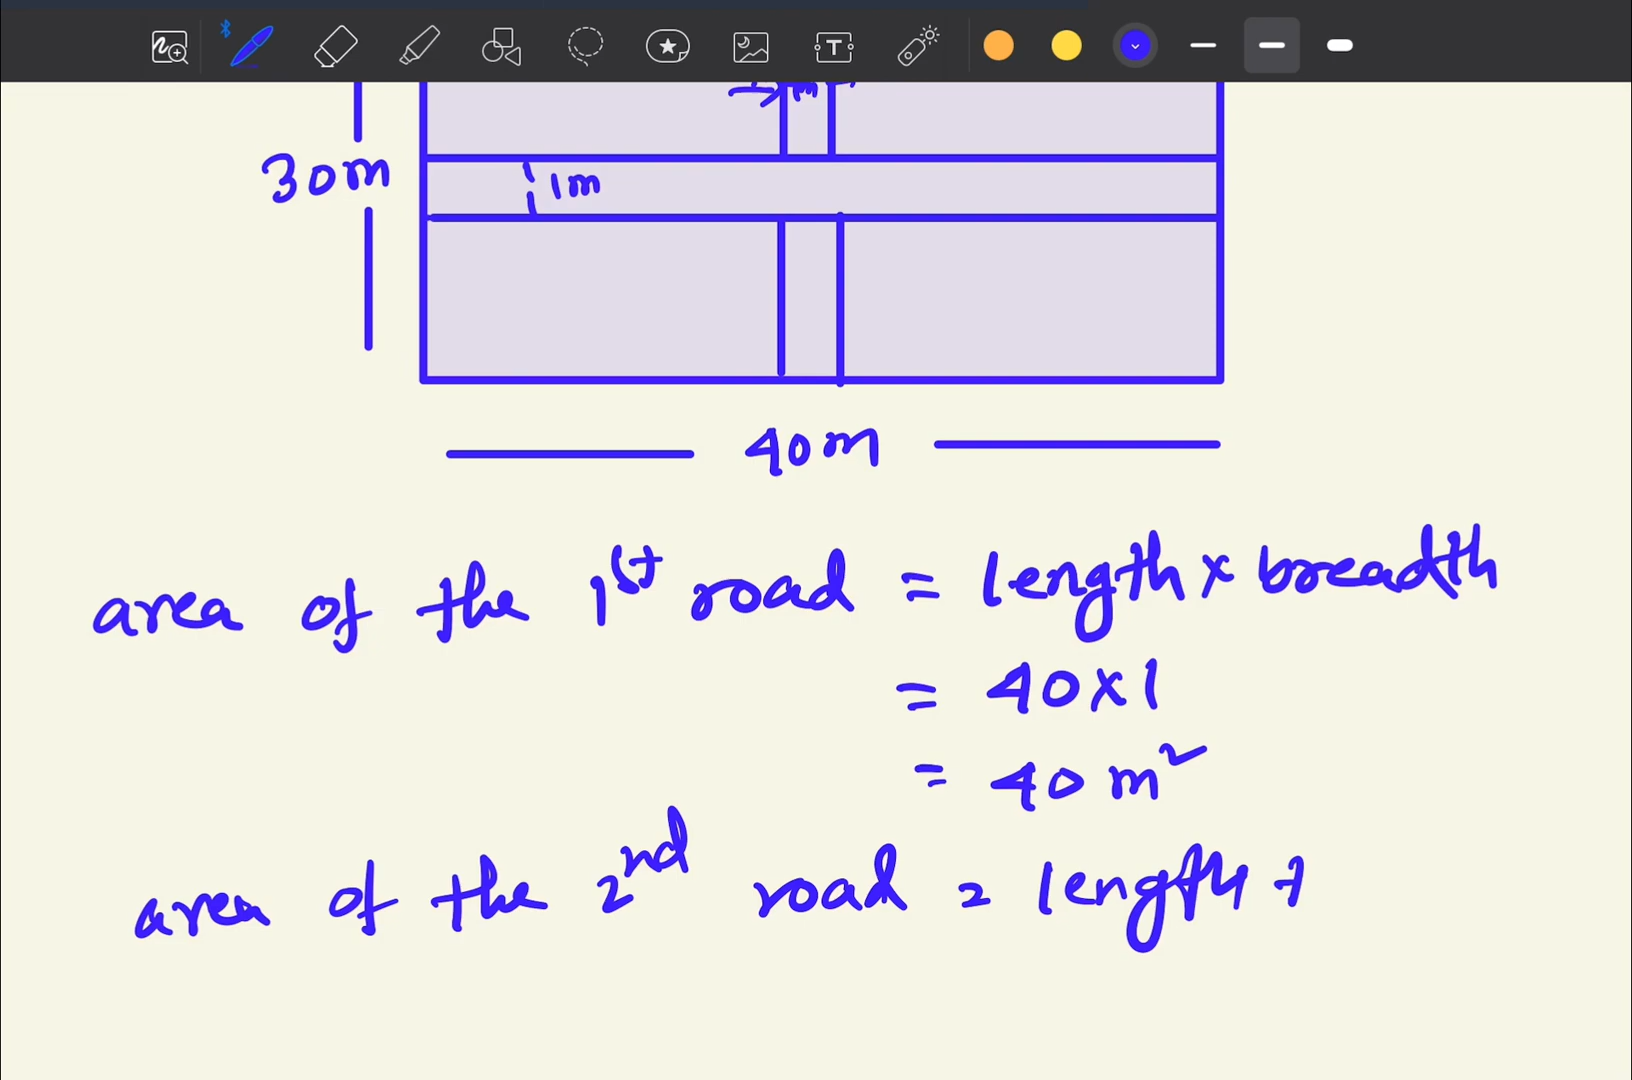 m
30m
1m
40m
area of the 1st road = length x breadth
= 40x1
= 40 m²
area of the 2nd road = length